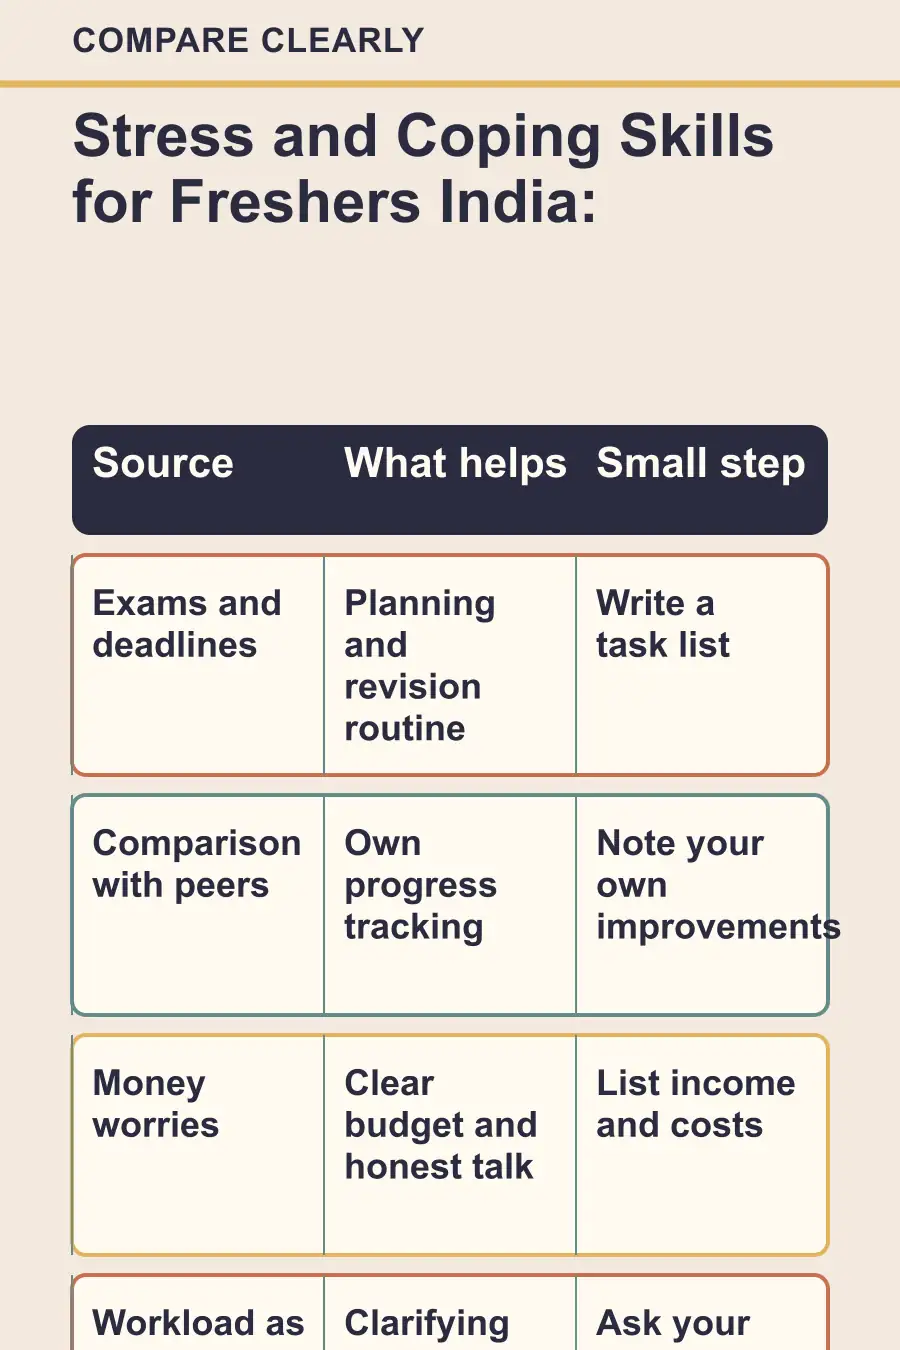 COMPARE CLEARLY
Stress and Coping Skills
for Freshers India:
Source What helps Small step
Exams and
deadlines
Planning
and
revision
routine
Write a
task list
Comparison
with peers
Own
progress
tracking
Note your
own
improvements
Money
worries
Clear
budget and
honest talk
List income
and costs
Workload as
Clarifying
Ask your